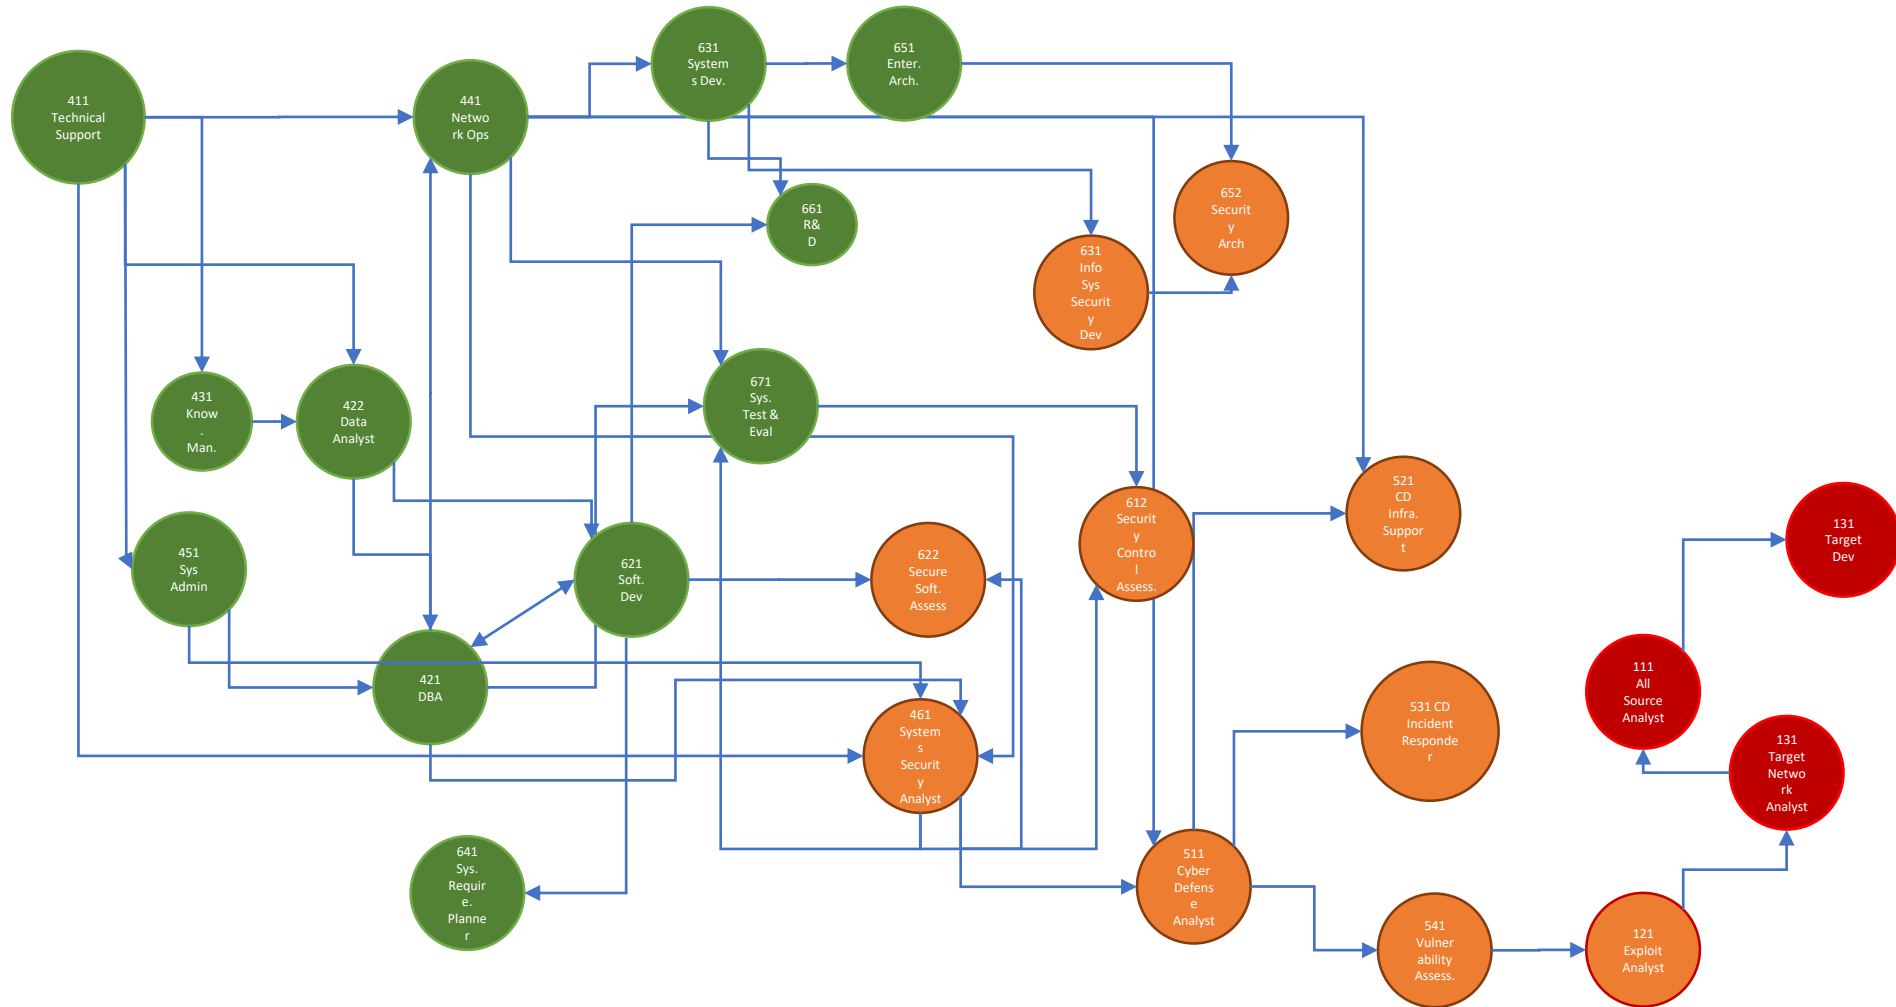 411
Technical
Support
441
Netwo
rk Ops
631
System
s Dev.
651
Enter.
Arch.
661
R&
D
652
Securit
y
Arch
631
Info
Sys
Securit
y
Dev
431
Know
.
Man.
422
Data
Analyst
671
Sys.
Test &
Eval
451
Sys
Admin
621
Soft.
Dev
622
Secure
Soft.
Assess
612
Securit
y
Contro
l
Assess.
521
CD
Infra.
Suppor
t
131
Target
Dev
421
DBA
461
System
s
Securit
y
Analyst
531 CD
Incident
Responde
r
111
All
Source
Analyst
131
Target
Netwo
rk
Analyst
641
Sys.
Requir
e.
Planne
r
511
Cyber
Defens
e
Analyst
541
Vulner
ability
Assess.
121
Exploit
Analyst